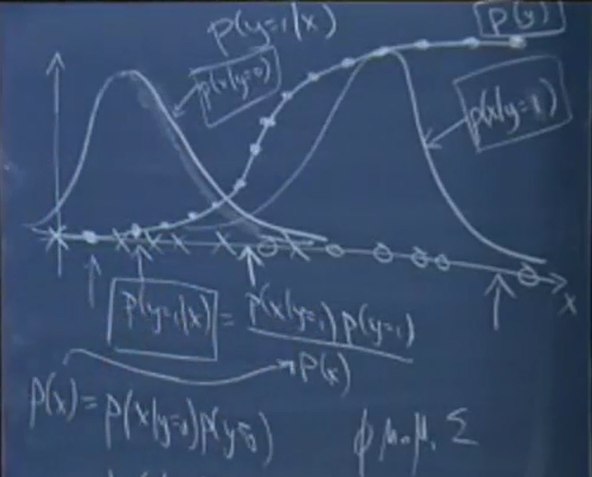 p(y=1|x)
p(y)
p(x|y=0)
p(x|y=1)
x
p(y=1|x) = p(x|y=1) p(y=1)
p(x)
p(x) = p(x|y=0)p(y=0)
ϕ μ₀ μ₁ Σ